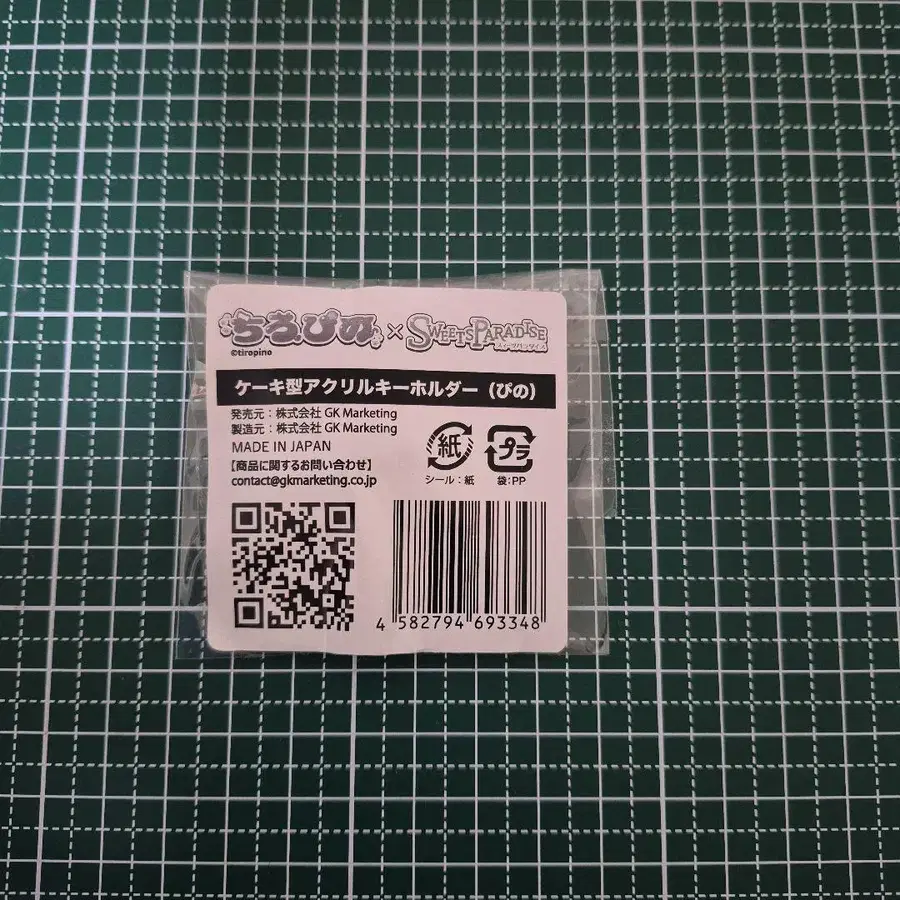 ちろぴの × SWEETS PARADISE
スイーツパラダイス
©tiropino
ケーキ型アクリルキーホルダー（ぴの）
発売元：株式会社 GK Marketing
製造元：株式会社 GK Marketing
MADE IN JAPAN
【商品に関するお問い合わせ】
contact@gkmarketing.co.jp
紙
シール：紙
プラ
袋:PP
4 582794 693348